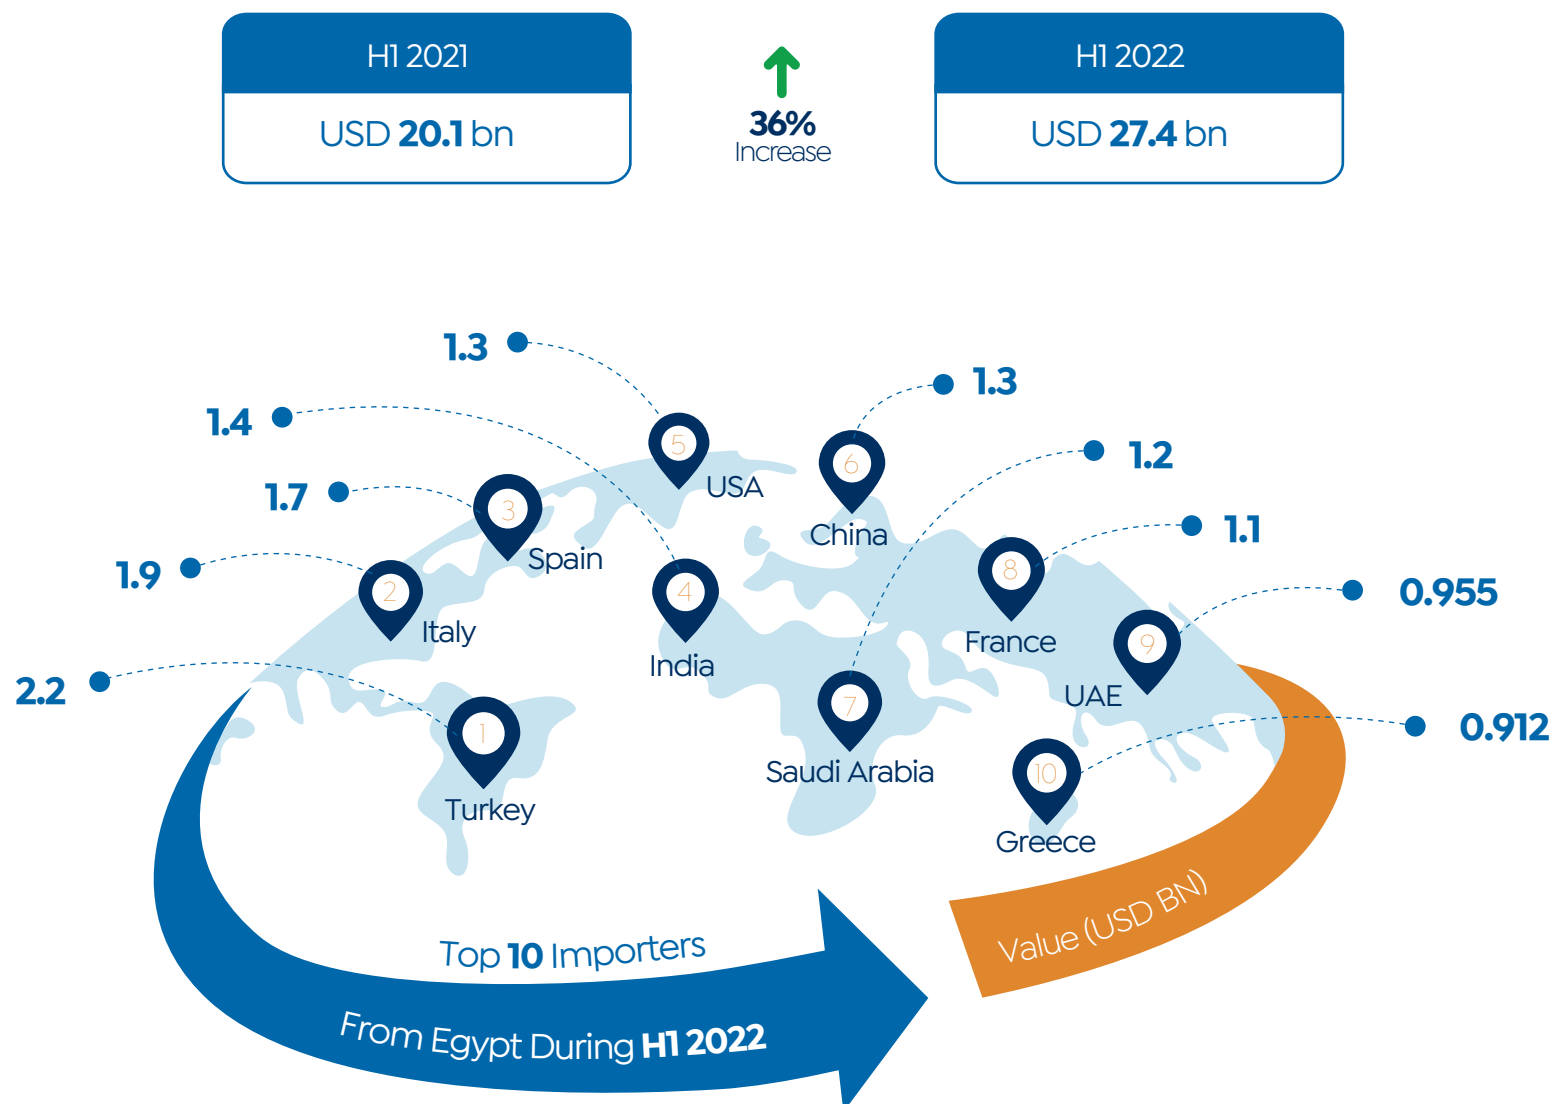 H1 2021
USD 20.1 bn
36%
Increase
H1 2022
USD 27.4 bn
1.3
1.3
1.4
1.2
1.7
1.1
1.9
0.955
2.2
0.912
5
USA
6
China
3
Spain
8
France
2
Italy
4
India
9
UAE
7
Saudi Arabia
1
Turkey
10
Greece
Top 10 Importers
From Egypt During H1 2022
Value (USD BN)